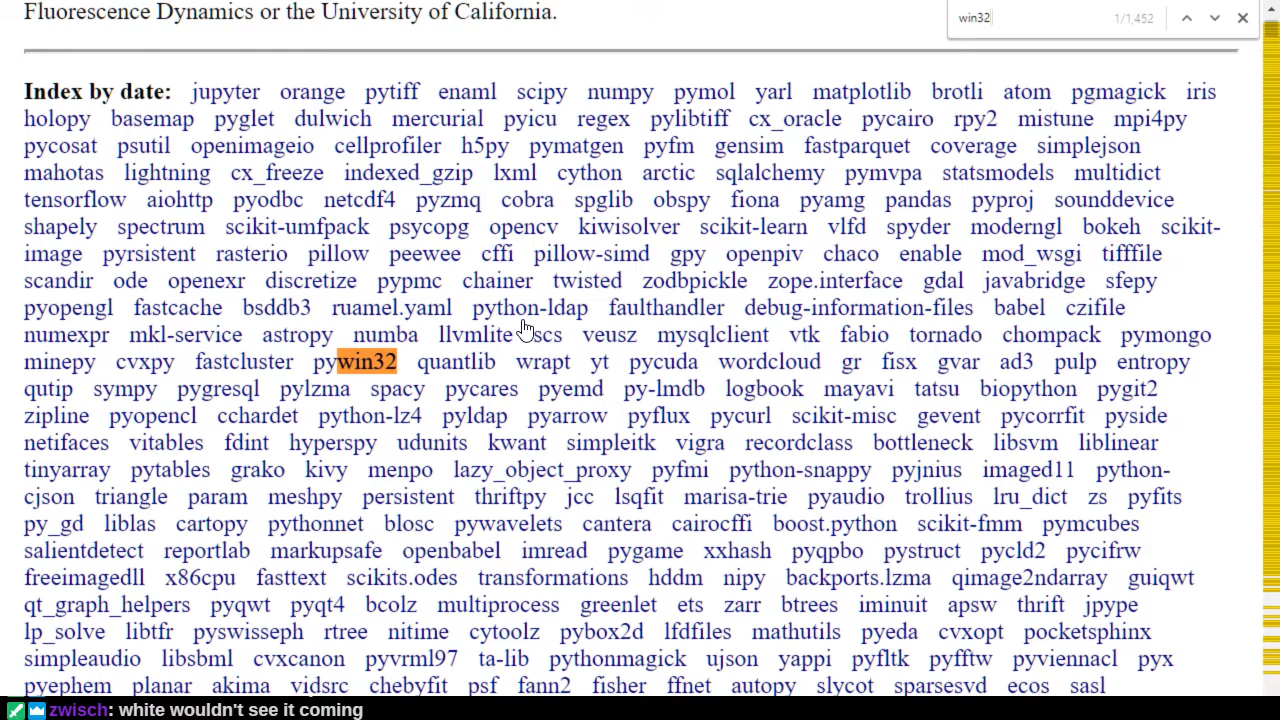 Fluorescence Dynamics or the University of California.
win32
1/1,452
Index by date: jupyter orange pytiff enaml scipy numpy pymol yarl matplotlib brotli atom pgmagick iris
holopy basemap pyglet dulwich mercurial pyicu regex pylibtiff cx_oracle pycairo rpy2 mistune mpi4py
pycosat psutil openimageio cellprofiler h5py pymatgen pyfm gensim fastparquet coverage simplejson
mahotas lightning cx_freeze indexed_gzip lxml cython arctic sqlalchemy pymvpa statsmodels multidict
tensorflow aiohttp pyodbc netcdf4 pyzmq cobra spglib obspy fiona pyamg pandas pyproj sounddevice
shapely spectrum scikit-umfpack psycopg opencv kiwisolver scikit-learn vlfd spyder moderngl bokeh scikit-
image pyrsistent rasterio pillow peewee cffi pillow-simd gpy openpiv chaco enable mod_wsgi tifffile
scandir ode openexr discretize pypmc chainer twisted zodbpickle zope.interface gdal javabridge sfepy
pyopengl fastcache bsddb3 ruamel.yaml python-ldap faulthandler debug-information-files babel czifile
numexpr mkl-service astropy numba llvmlite scs veusz mysqlclient vtk fabio tornado chompack pymongo
minepy cvxpy fastcluster pywin32 quantlib wrapt yt pycuda wordcloud gr fisx gvar ad3 pulp entropy
qutip sympy pygresql pylzma spacy pycares pyemd py-lmdb logbook mayavi tatsu biopython pygit2
zipline pyopencl cchardet python-lz4 pyldap pyarrow pyflux pycurl scikit-misc gevent pycorrfit pyside
netifaces vitables fdint hyperspy udunits kwant simpleitk vigra recordclass bottleneck libsvm liblinear
tinyarray pytables grako kivy menpo lazy_object_proxy pyfmi python-snappy pyjnius imaged11 python-
cjson triangle param meshpy persistent thriftpy jcc lsqfit marisa-trie pyaudio trollius lru_dict zs pyfits
py_gd liblas cartopy pythonnet blosc pywavelets cantera cairocffi boost.python scikit-fmm pymcubes
salientdetect reportlab markupsafe openbabel imread pygame xxhash pyqpbo pystruct pycld2 pycifrw
freeimagedll x86cpu fasttext scikits.odes transformations hddm nipy backports.lzma qimage2ndarray guiqwt
qt_graph_helpers pyqwt pyqt4 bcolz multiprocess greenlet ets zarr btrees iminuit apsw thrift jpype
lp_solve libtfr pyswisseph rtree nitime cytoolz pybox2d lfdfiles mathutils pyeda cvxopt pocketsphinx
simpleaudio libsbml cvxcanon pyvrml97 ta-lib pythonmagick ujson yappi pyfltk pyfftw pyviennacl pyx
pyephem planar akima vidsrc chebyfit psf fann2 fisher ffnet autopy slycot sparsesvd ecos sasl
zwisch: white wouldn't see it coming